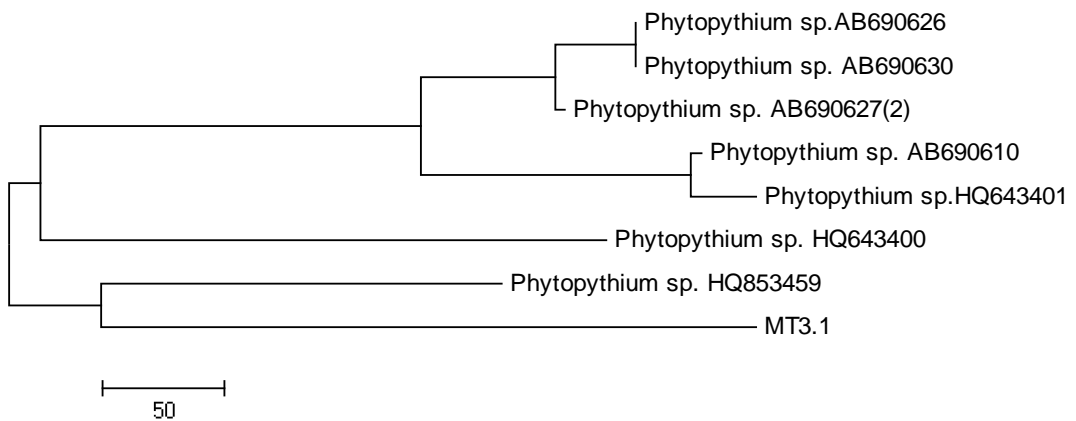 Phytopythium sp.AB690626
Phytopythium sp. AB690630
Phytopythium sp. AB690627(2)
Phytopythium sp. AB690610
Phytopythium sp.HQ643401
Phytopythium sp. HQ643400
Phytopythium sp. HQ853459
MT3.1
50